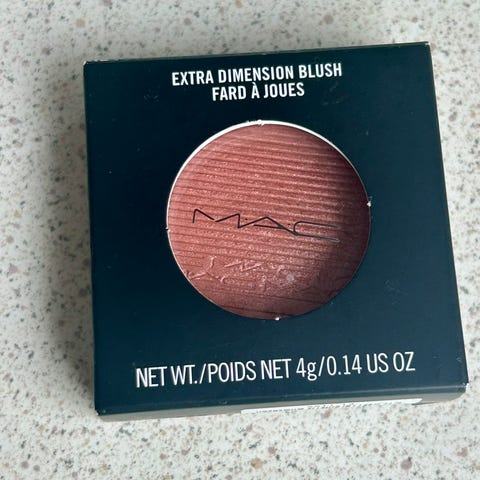 EXTRA DIMENSION BLUSH
FARD À JOUES
MAC
NET WT./POIDS NET 4g/0.14 US OZ